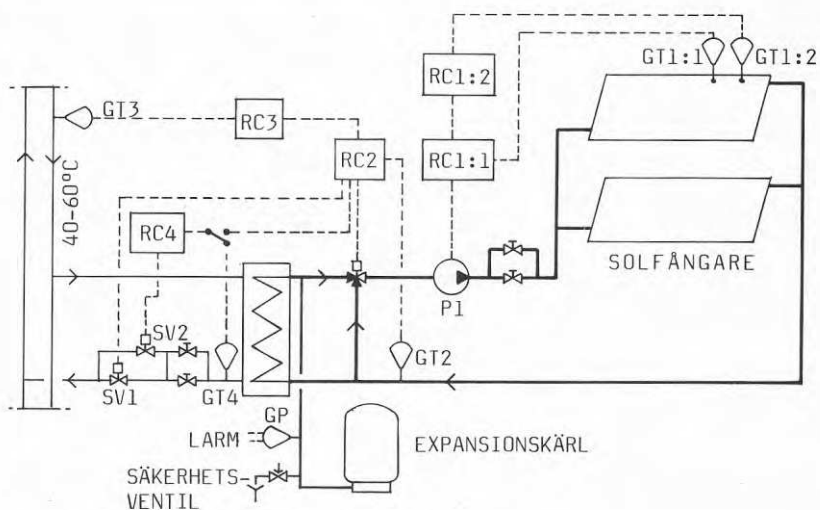 GT1:1
GT1:2
RC1:2
GT3
RC3
RC2
RC1:1
40-60°C
RC4
SOLFÅNGARE
P1
SV2
GT2
SV1
GT4
GP
LARM
EXPANSIONSKÄRL
SÄKERHETS-
VENTIL